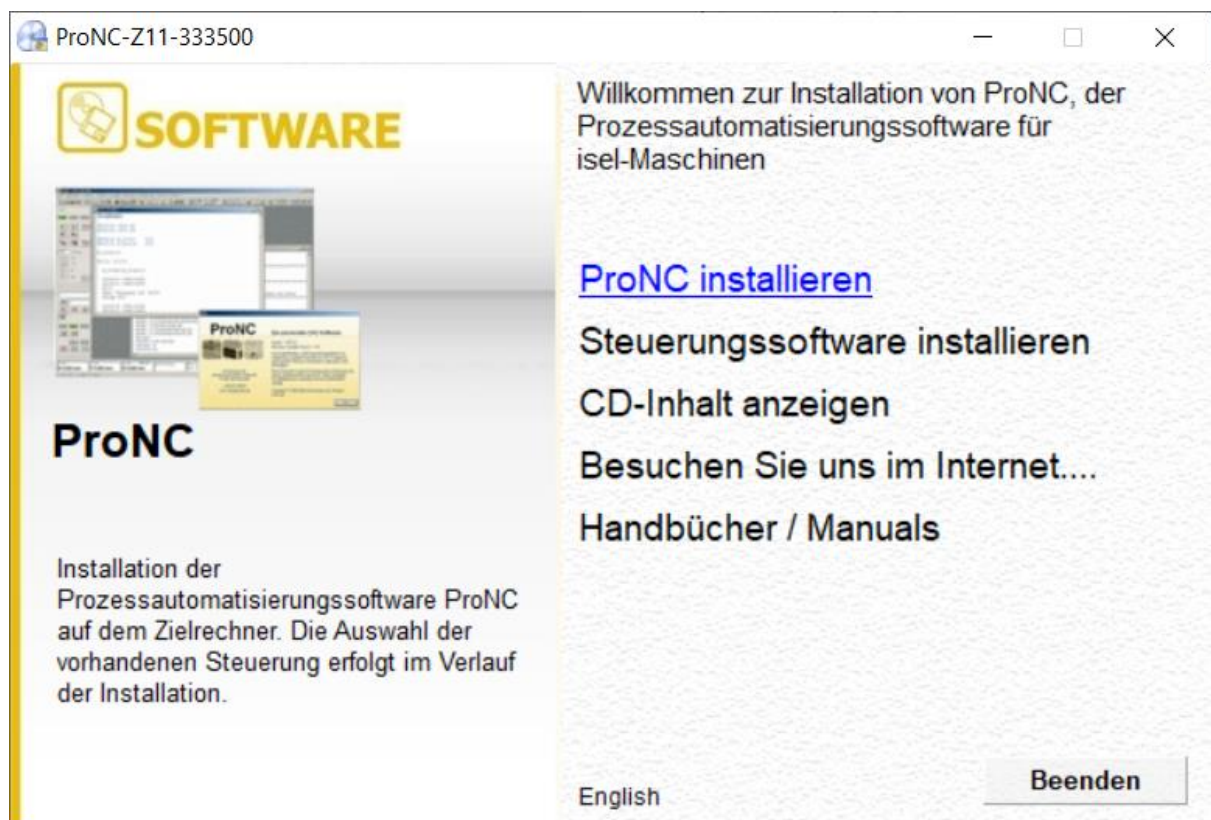 ProNC-Z11-333500
SOFTWARE
ProNC
ProNC
Installation der
Prozessautomatisierungssoftware ProNC
auf dem Zielrechner. Die Auswahl der
vorhandenen Steuerung erfolgt im Verlauf
der Installation.
Willkommen zur Installation von ProNC, der
Prozessautomatisierungssoftware für
isel-Maschinen
ProNC installieren
Steuerungssoftware installieren
CD-Inhalt anzeigen
Besuchen Sie uns im Internet....
Handbücher / Manuals
English
Beenden